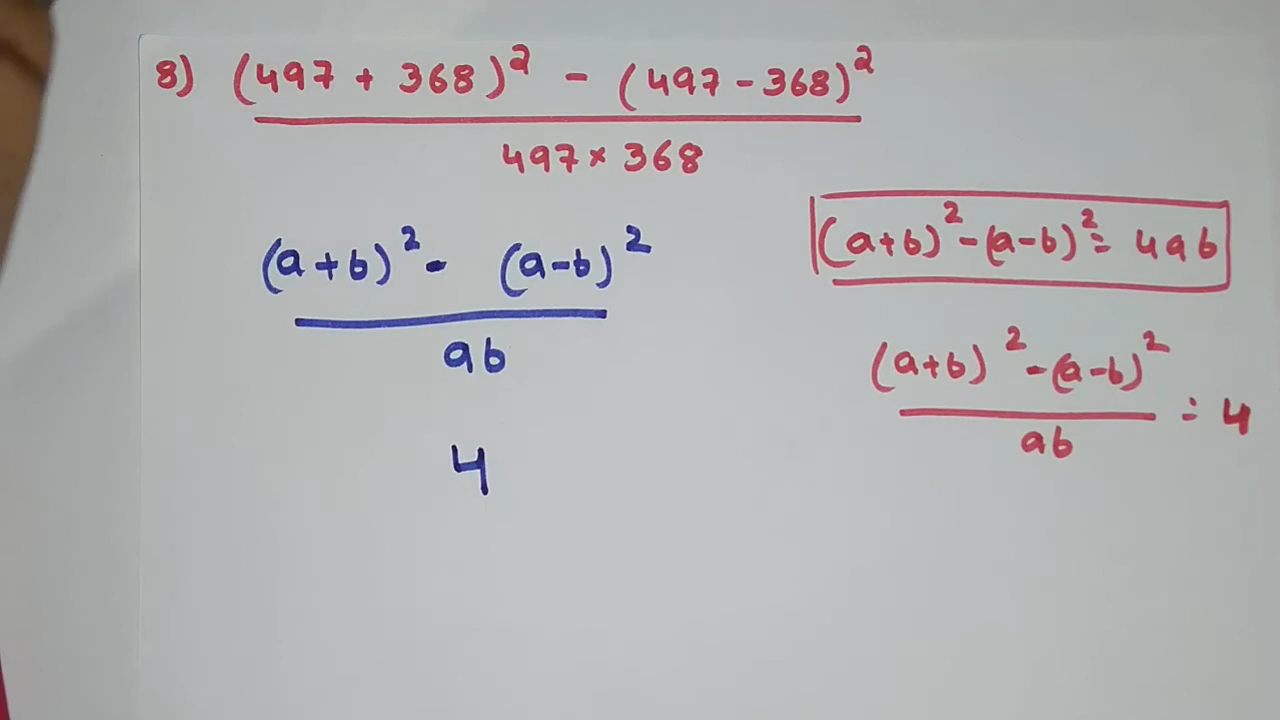 8) (497 + 368)² - (497 - 368)²
497 × 368
(a+b)² - (a-b)² = 4ab
(a+b)² - (a-b)²
ab
(a+b)² - (a-b)²
ab
= 4
4